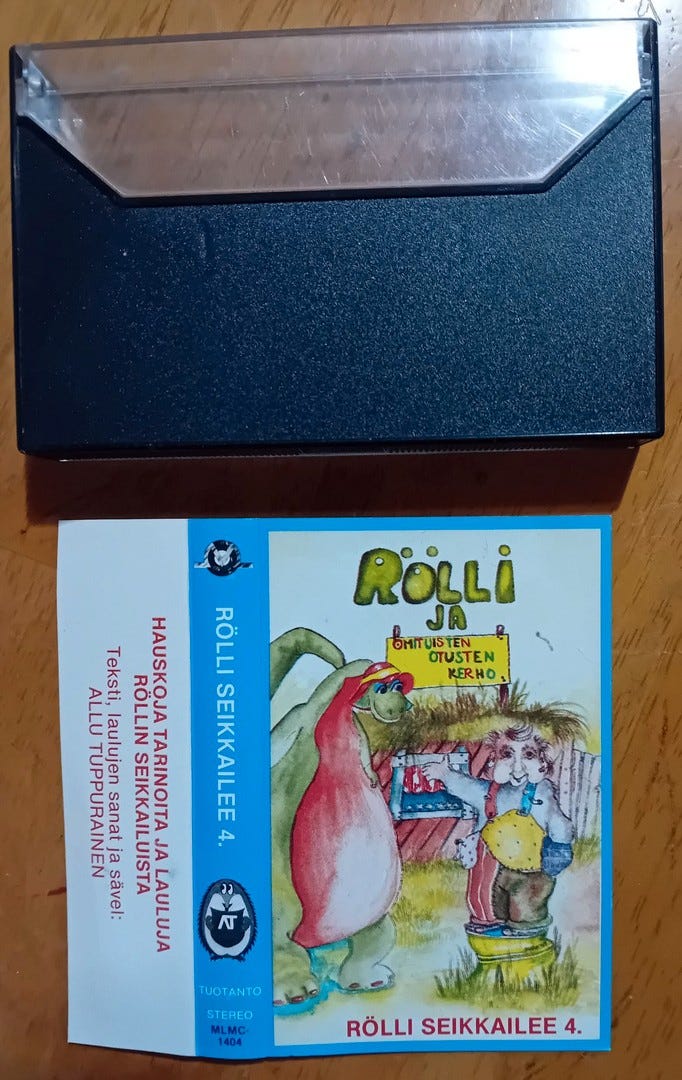 RÖLLI
JA
OMITUISTEN
OTUSTEN
KERHO.
RÖLLI SEIKKAILEE 4.
RÖLLI SEIKKAILEE 4.
AT
TUOTANTO
STEREO
MLMC-
1404
HAUSKOJA TARINOITA JA LAULUJA
RÖLLIN SEIKKAILUISTA
Teksti, laulujen sanat ja sävel:
ALLU TUPPURAINEN